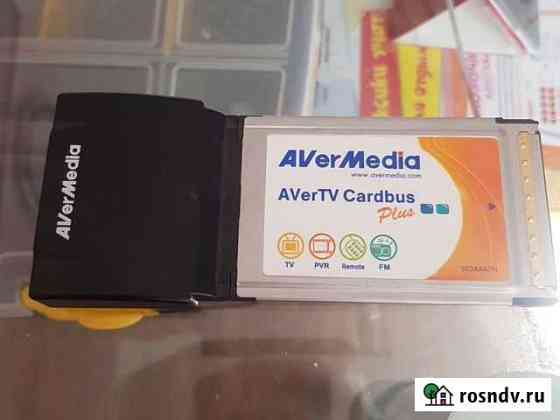 AVerMedia
AVerMedia
www.avermedia.com
AVerTV Cardbus
Plus
TV PVR Remote FM
rosndv.ru